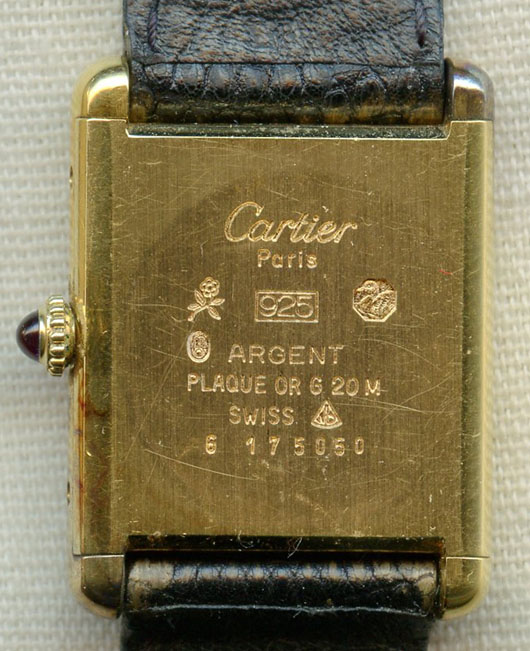 Cartier
Paris
925
ARGENT
PLAQUE OR G 20 M
SWISS
6 175060